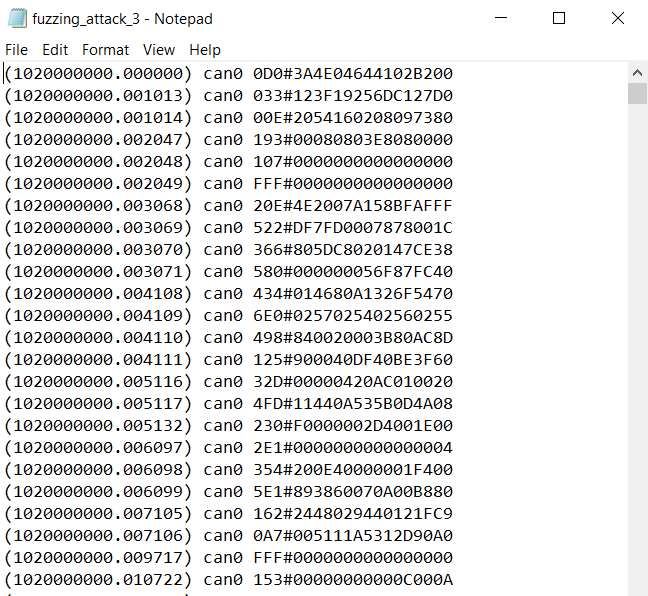 fuzzing_attack_3 - Notepad
File Edit Format View Help
(1020000000.000000) can0 0D0#3A4E04644102B200
(1020000000.001013) can0 033#123F19256DC127D0
(1020000000.001014) can0 00E#2054160208097380
(1020000000.002047) can0 193#00080803E8080000
(1020000000.002048) can0 107#0000000000000000
(1020000000.002049) can0 FFF#0000000000000000
(1020000000.003068) can0 20E#4E2007A158BFAFFF
(1020000000.003069) can0 522#DF7FD0007878001C
(1020000000.003070) can0 366#805DC8020147CE38
(1020000000.003071) can0 580#000000056F87FC40
(1020000000.004108) can0 434#014680A1326F5470
(1020000000.004109) can0 6E0#0257025402560255
(1020000000.004110) can0 498#840020003B80AC8D
(1020000000.004111) can0 125#900040DF40BE3F60
(1020000000.005116) can0 32D#00000420AC010020
(1020000000.005117) can0 4FD#11440A535B0D4A08
(1020000000.005132) can0 230#F0000002D4001E00
(1020000000.006097) can0 2E1#0000000000000004
(1020000000.006098) can0 354#200E40000001F400
(1020000000.006099) can0 5E1#893860070A00B880
(1020000000.007105) can0 162#2448029440121FC9
(1020000000.007106) can0 0A7#005111A5312D90A0
(1020000000.009717) can0 FFF#0000000000000000
(1020000000.010722) can0 153#00000000000C000A